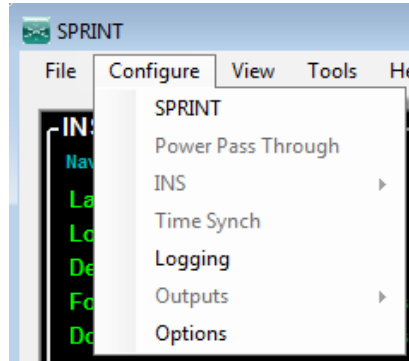 SPRINT
File Configure View Tools
SPRINT
Power Pass Through
INS
Time Synch
Logging
Outputs
Options